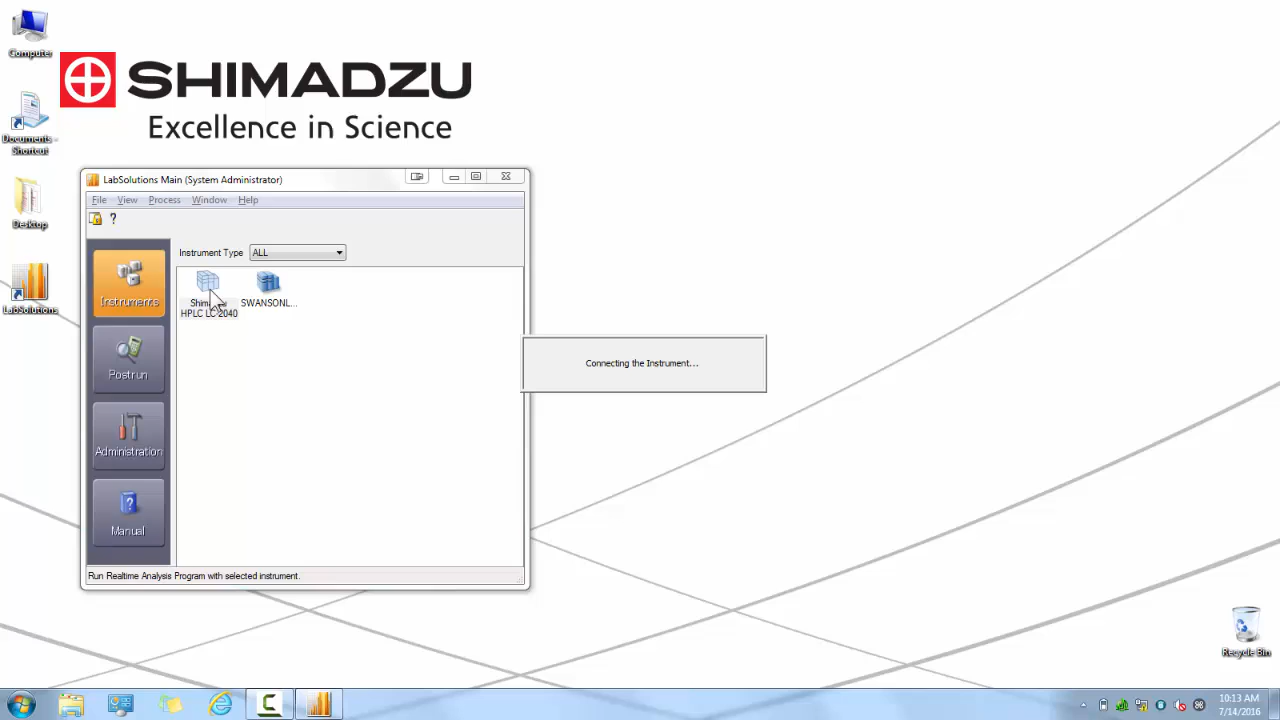 Computer
Documents -
Shortcut
Desktop
LabSolutions
SHIMADZU
Excellence in Science
LabSolutions Main (System Administrator)
File View Process Window Help
?
Instrument Type ALL
Instruments
Postrun
Administration
Manual
HPLC LC-2040
SWANSONL...
Connecting the Instrument...
Run Realtime Analysis Program with selected instrument.
Recycle Bin
10:13 AM
7/14/2016